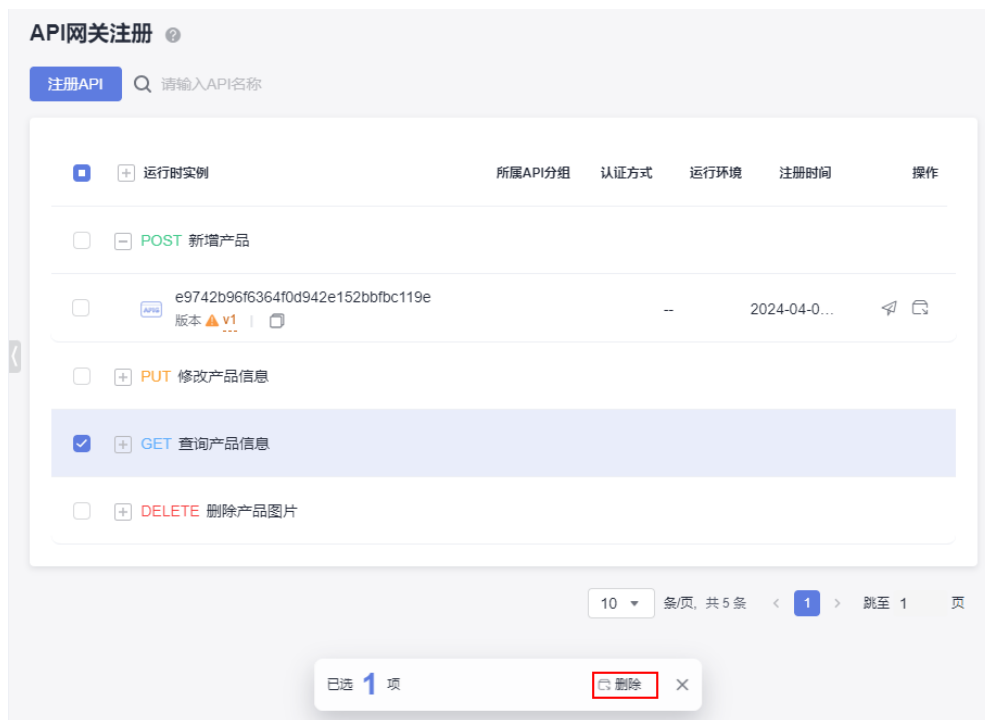 API网关注册
注册API 请输入API名称
运行时实例 所属API分组 认证方式 运行环境 注册时间 操作
POST 新增产品
e9742b96f6364f0d942e152bbfbc119e
版本 v1 -- 2024-04-0...
PUT 修改产品信息
GET 查询产品信息
DELETE 删除产品图片
10 条/页, 共 5 条 1 跳至 1 页
已选 1 项 删除